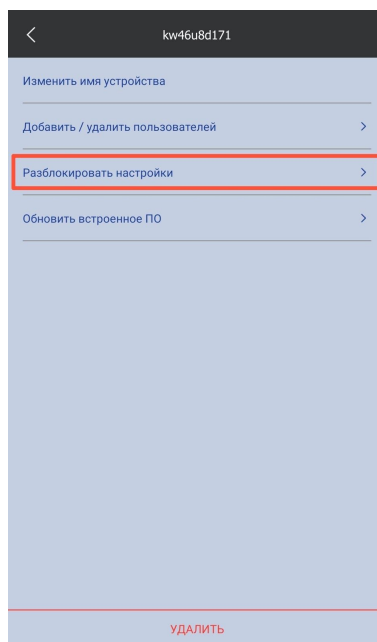 kw46u8d171
Изменить имя устройства
Добавить / удалить пользователей
Разблокировать настройки
Обновить встроенное ПО
УДАЛИТЬ